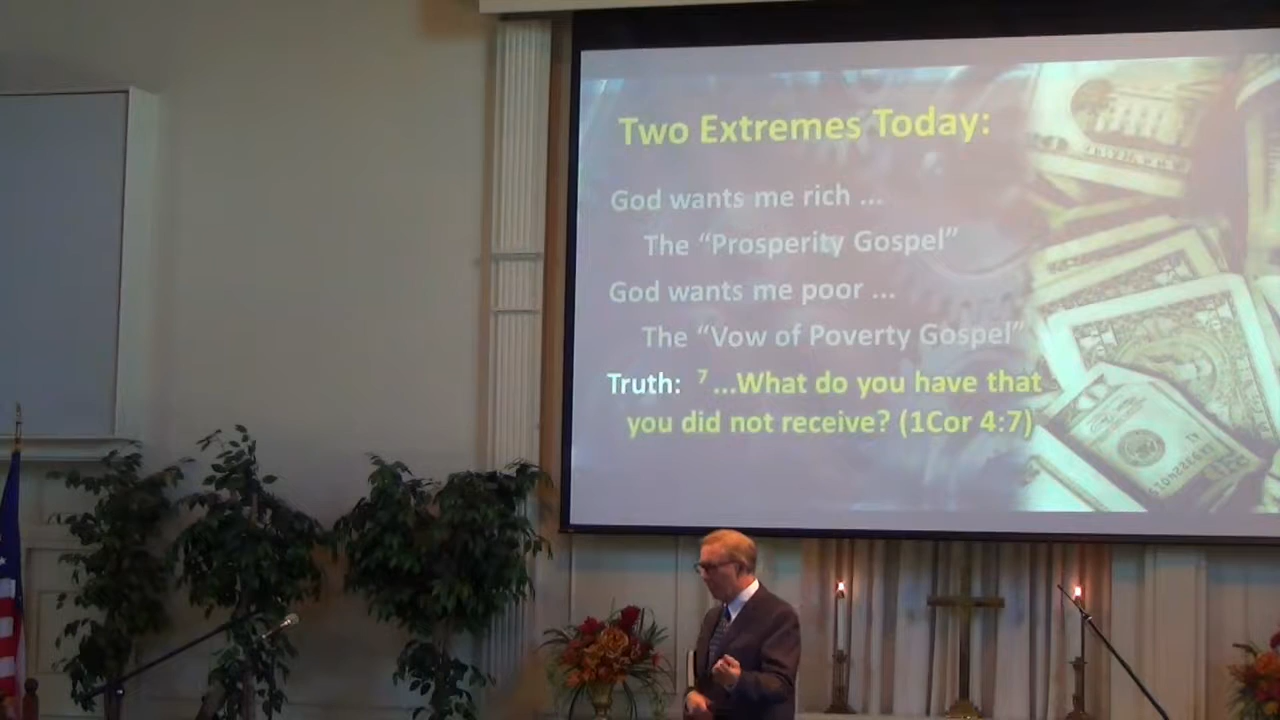 Two Extremes Today:
God wants me rich ...
The “Prosperity Gospel”
God wants me poor ...
The “Vow of Poverty Gospel”
Truth: ⁷ ...What do you have that
you did not receive? (1Cor 4:7)